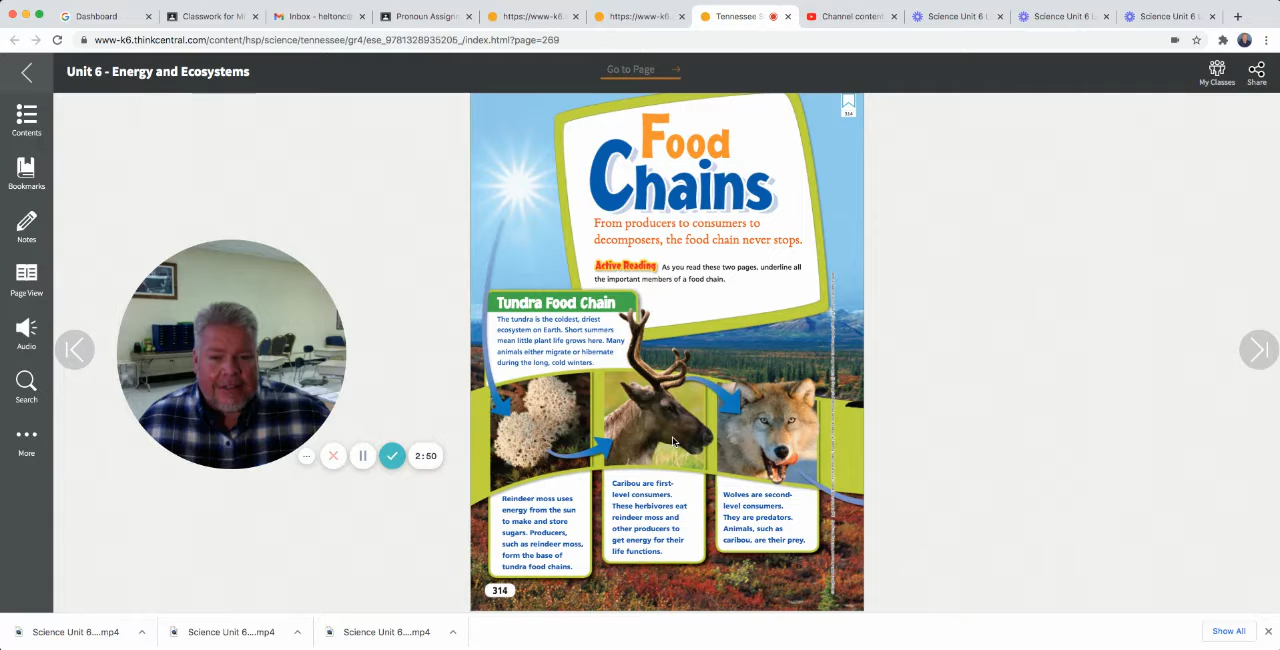 Dashboard
Classwork for Mi
Inbox - heltonc@
Pronoun Assignm
https://www-k6.
https://www-k6.
Tennessee S
Channel content
Science Unit 6 L
Science Unit 6 L
Science Unit 6 L
www-k6.thinkcentral.com/content/hsp/science/tennessee/gr4/ese_9781328935205_/index.html?page=269
Unit 6 - Energy and Ecosystems
Go to Page
My Classes
Share
Contents
Bookmarks
Notes
Page View
Audio
Search
More
314
Food
Chains
From producers to consumers to
decomposers, the food chain never stops.
Active Reading As you read these two pages, underline all
the important members of a food chain.
Tundra Food Chain
The tundra is the coldest, driest
ecosystem on Earth. Short summers
mean little plant life grows here. Many
animals either migrate or hibernate
during the long, cold winters.
2:50
Reindeer moss uses
energy from the sun
to make and store
sugars. Producers,
such as reindeer moss,
form the base of
tundra food chains.
Caribou are first-
level consumers.
These herbivores eat
reindeer moss and
other producers to
get energy for their
life functions.
Wolves are second-
level consumers.
They are predators.
Animals, such as
caribou, are their prey.
314
Science Unit 6....mp4
Science Unit 6....mp4
Science Unit 6....mp4
Show All